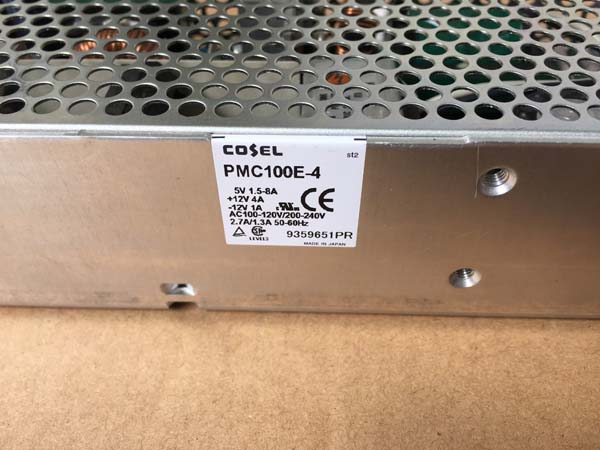 COSEL
st2
PMC100E-4
5V 1.5-8A
+12V 4A
-12V 1A
CE
AC100-120V/200-240V
2.7A/1.3A 50-60Hz
LEVEL3
9359651PR
MADE IN JAPAN